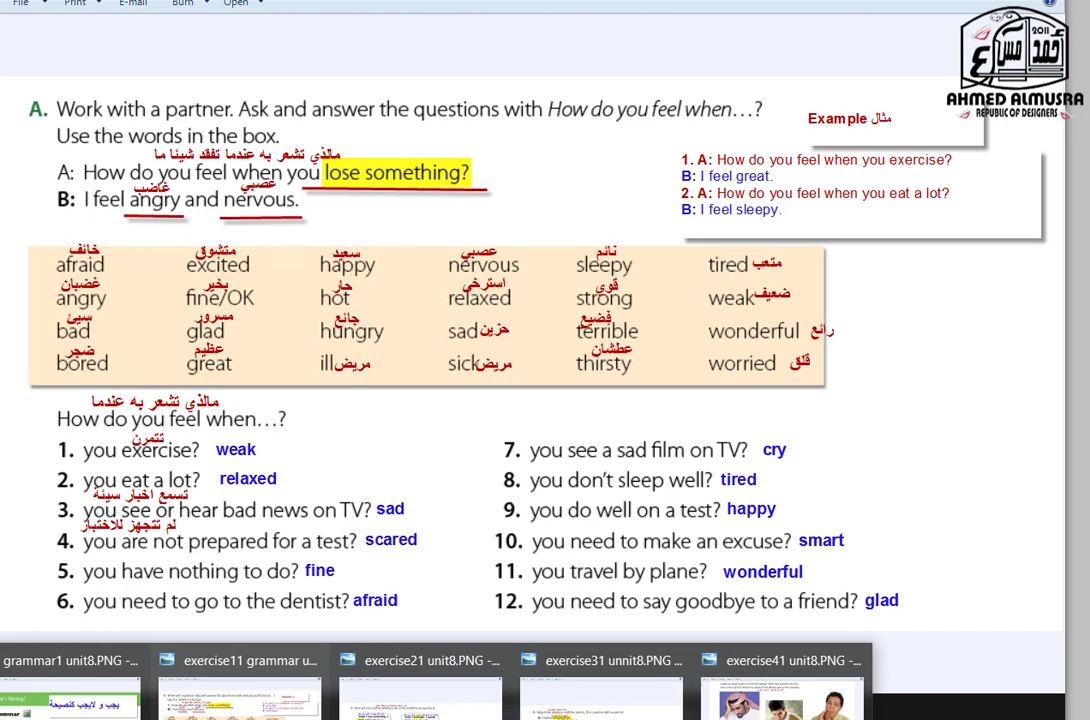 File Print E-mail Burn Open
2011
أحمد مسرع
AHMED ALMUSRA
REPUBLIC OF DESIGNERS
A. Work with a partner. Ask and answer the questions with How do you feel when…?
Use the words in the box.
Example مثال
مالذي تشعر به عندما تفقد شيئا ما
A: How do you feel when you lose something?
غاضب عصبي
B: I feel angry and nervous.
1. A: How do you feel when you exercise?
B: I feel great.
2. A: How do you feel when you eat a lot?
B: I feel sleepy.
خائف متشوق سعيد عصبي نائم
afraid excited happy nervous sleepy tired متعب
غضبان بخير حار استرخي قوي
angry fine/OK hot relaxed strong weak ضعيف
سيئ مسرور جائع فضيع
bad glad hungry sad حزين terrible wonderful رائع
ضجر عظيم عطشان
bored great ill مريض sick مريض thirsty worried قلق
مالذي تشعر به عندما
How do you feel when…?
تتمرن
1. you exercise? weak
2. you eat a lot? relaxed
تسمع اخبار سيئة
3. you see or hear bad news on TV? sad
لم تتجهز للاختبار
4. you are not prepared for a test? scared
5. you have nothing to do? fine
6. you need to go to the dentist? afraid
7. you see a sad film on TV? cry
8. you don't sleep well? tired
9. you do well on a test? happy
10. you need to make an excuse? smart
11. you travel by plane? wonderful
12. you need to say goodbye to a friend? glad
grammar1 unit8.PNG -... exercise11 grammar u... exercise21 unit8.PNG -... exercise31 unnit8.PNG ... exercise41 unit8.PNG -...
يجب و لايجب كنصيحة